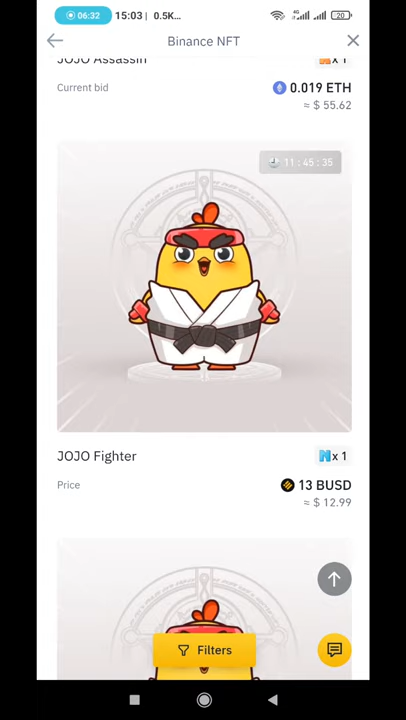 06:32 15:03 | 0.5K... 4G 20
Binance NFT
JOJO Assassin x 1
Current bid 0.019 ETH
≈ $ 55.62
11 : 45 : 35
JOJO Fighter N x 1
Price 13 BUSD
≈ $ 12.99
Filters